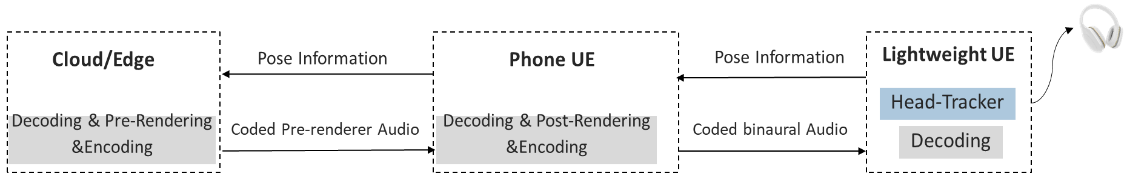 Cloud/Edge
Pose Information
Phone UE
Pose Information
Lightweight UE
Head-Tracker
Decoding & Pre-Rendering
&Encoding
Coded Pre-renderer Audio
Decoding & Post-Rendering
&Encoding
Coded binaural Audio
Decoding